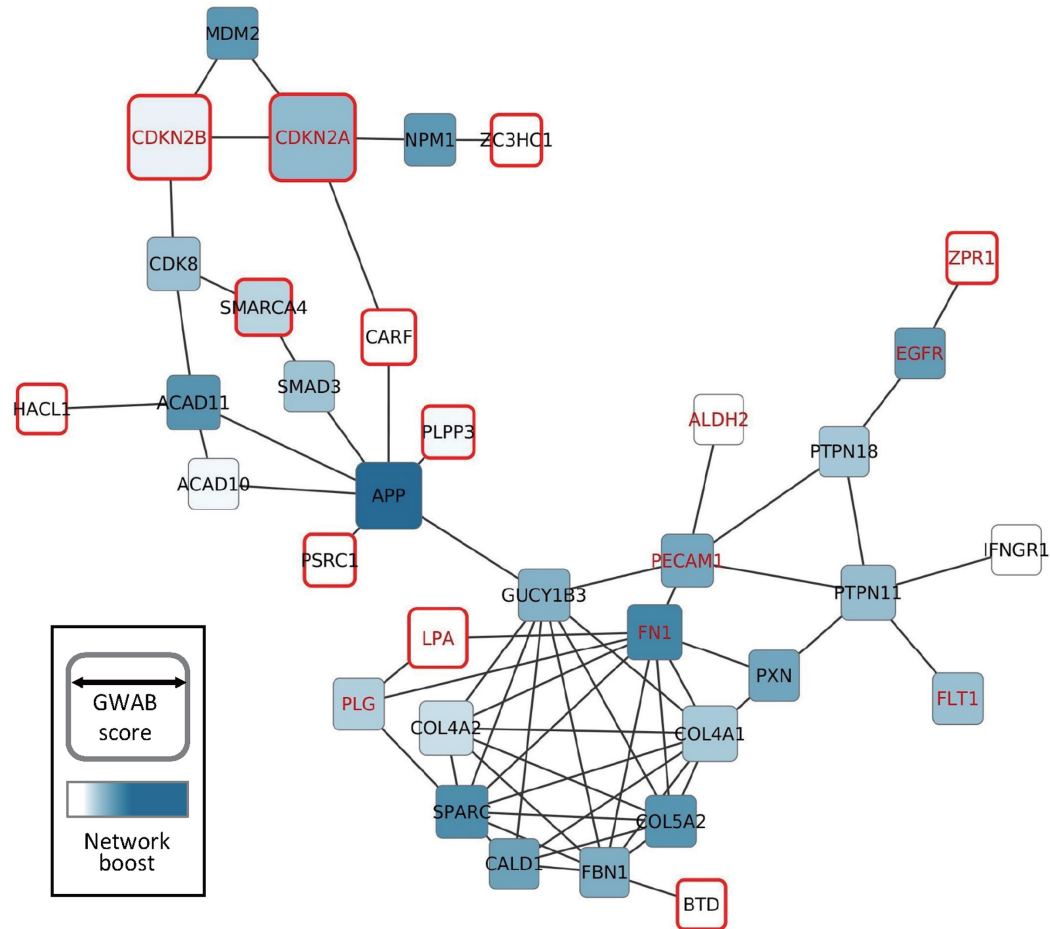 MDM2
CDKN2B
CDKN2A
NPM1
ZC3HC1
CDK8
ZPR1
SMARCA4
CARF
EGFR
SMAD3
HACL1
ACAD11
ALDH2
PLPP3
PTPN18
ACAD10
APP
PSRC1
PECAM1
IFNGR1
GUCY1B3
PTPN11
LPA
FN1
PXN
PLG
FLT1
COL4A2
COL4A1
GWAB
score
SPARC
COL5A2
Network
boost
CALD1
FBN1
BTD